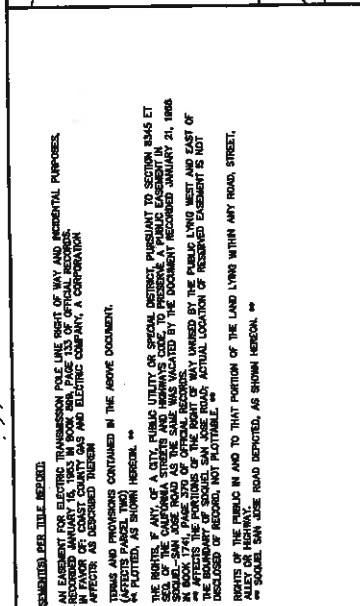 SEMENT(S) PER TITLE REPORT:
AN EASEMENT FOR ELECTRIC TRANSMISSION POLE LINE RIGHT OF WAY AND INCIDENTAL PURPOSES,
RECORDED JANUARY 16, 1953 IN BOOK 899, PAGE 133 OF OFFICIAL RECORDS.
IN FAVOR OF: COAST COUNTY GAS AND ELECTRIC COMPANY, A CORPORATION
AFFECTS: AS DESCRIBED THEREIN
TERMS AND PROVISIONS CONTAINED IN THE ABOVE DOCUMENT.
(AFFECTS PARCEL TWO)
** PLOTTED, AS SHOWN HEREON. **
THE RIGHTS, IF ANY, OF A CITY, PUBLIC UTILITY OR SPECIAL DISTRICT, PURSUANT TO SECTION 8345 ET
SEQ. OF THE CALIFORNIA STREETS AND HIGHWAYS CODE, TO PRESERVE A PUBLIC EASEMENT IN
SOQUEL-SAN JOSE ROAD AS THE SAME WAS VACATED BY THE DOCUMENT RECORDED JANUARY 21, 1966
IN BOOK 1741, PAGE 370 OF OFFICIAL RECORDS.
** AFFECTS THE PORTIONS OF THE RIGHT OF WAY UNUSED BY THE PUBLIC LYING WEST AND EAST OF
THE BOUNDARY OF SOQUEL SAN JOSE ROAD; ACTUAL LOCATION OF RESERVED EASEMENT IS NOT
DISCLOSED OF RECORD, NOT PLOTTABLE. **
RIGHTS OF THE PUBLIC IN AND TO THAT PORTION OF THE LAND LYING WITHIN ANY ROAD, STREET,
ALLEY OR HIGHWAY.
** SOQUEL SAN JOSE ROAD DEPICTED, AS SHOWN HEREON. **